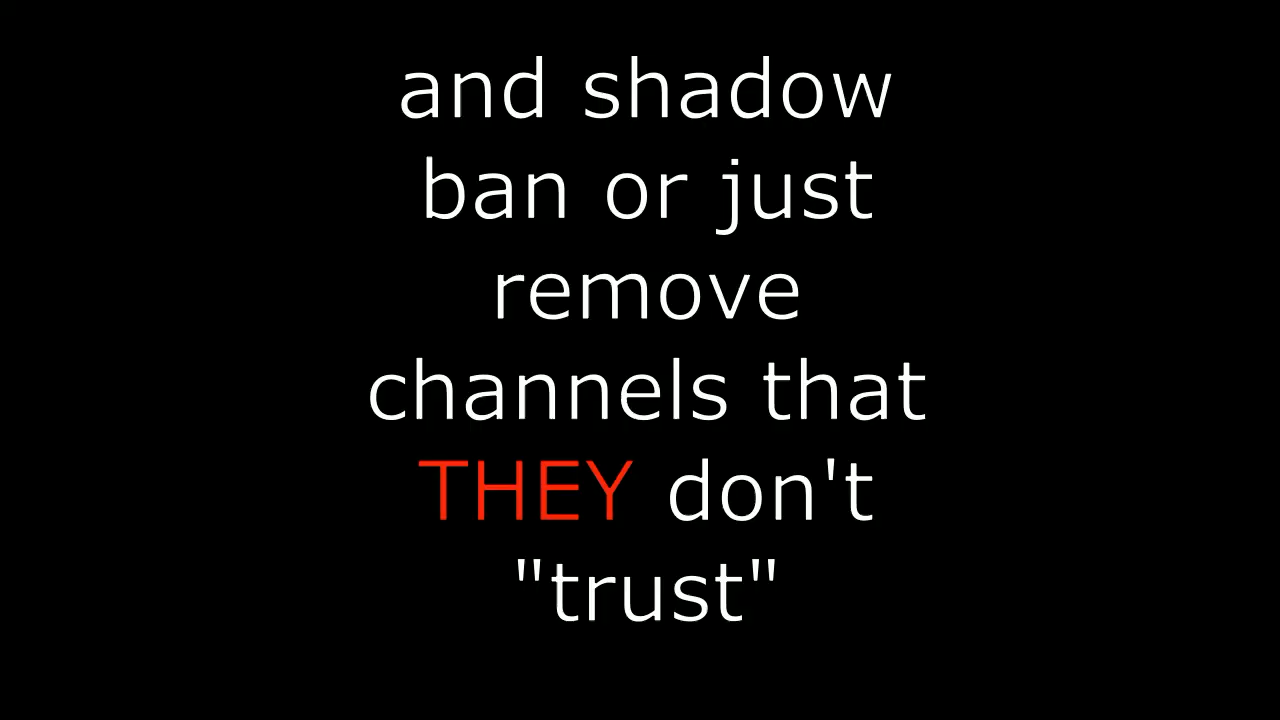 and shadow
ban or just
remove
channels that
THEY don't
"trust"